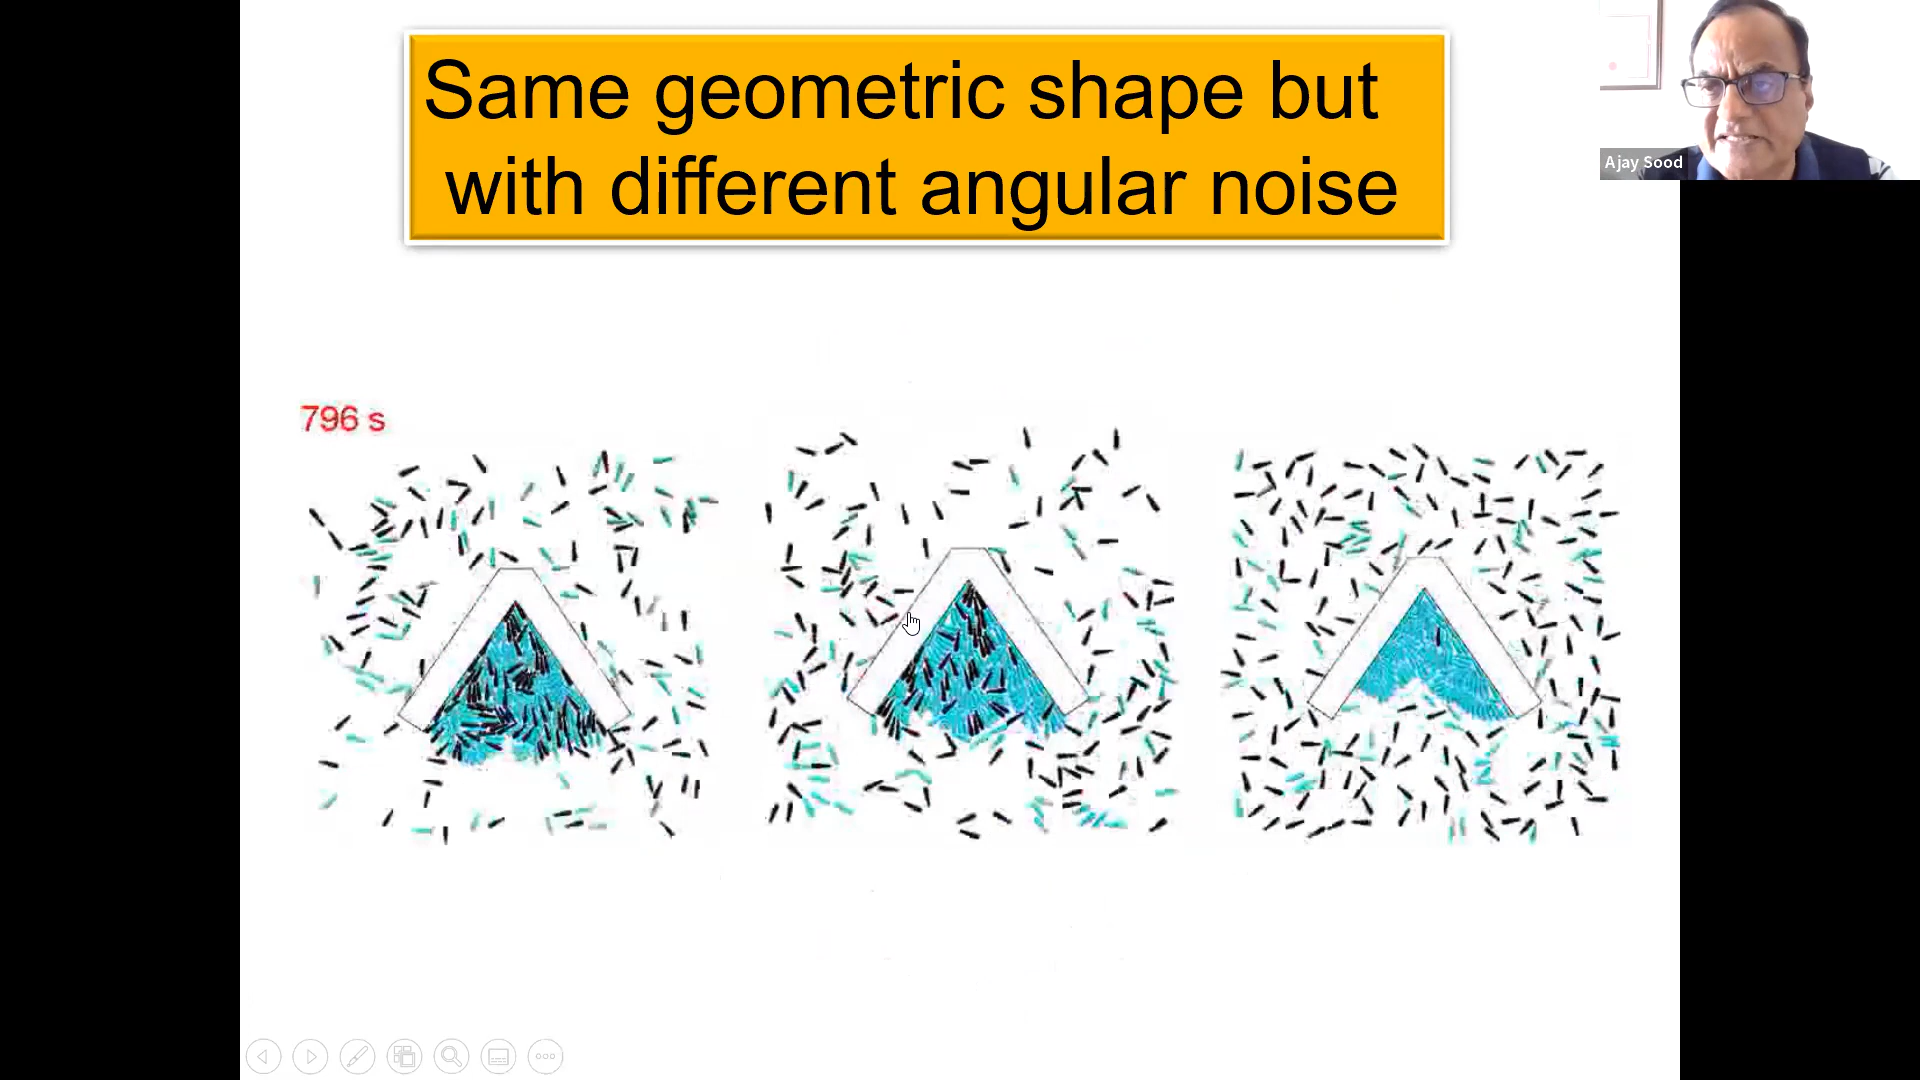 Same geometric shape but
with different angular noise
Ajay Sood
796 s